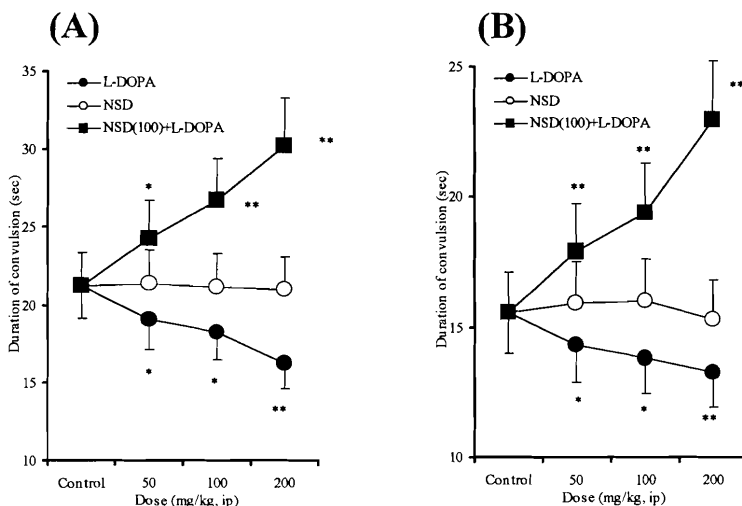 (A)
35
30
25
20
15
10
Duration of convulsion (sec)
L-DOPA
NSD
NSD(100)+L-DOPA
*
**
**
*
*
**
Control 50 100 200
Dose (mg/kg, ip)
(B)
25
20
15
10
Duration of convulsion (sec)
L-DOPA
NSD
NSD(100)+L-DOPA
**
**
**
*
*
**
Control 50 100 200
Dose (mg/kg, ip)